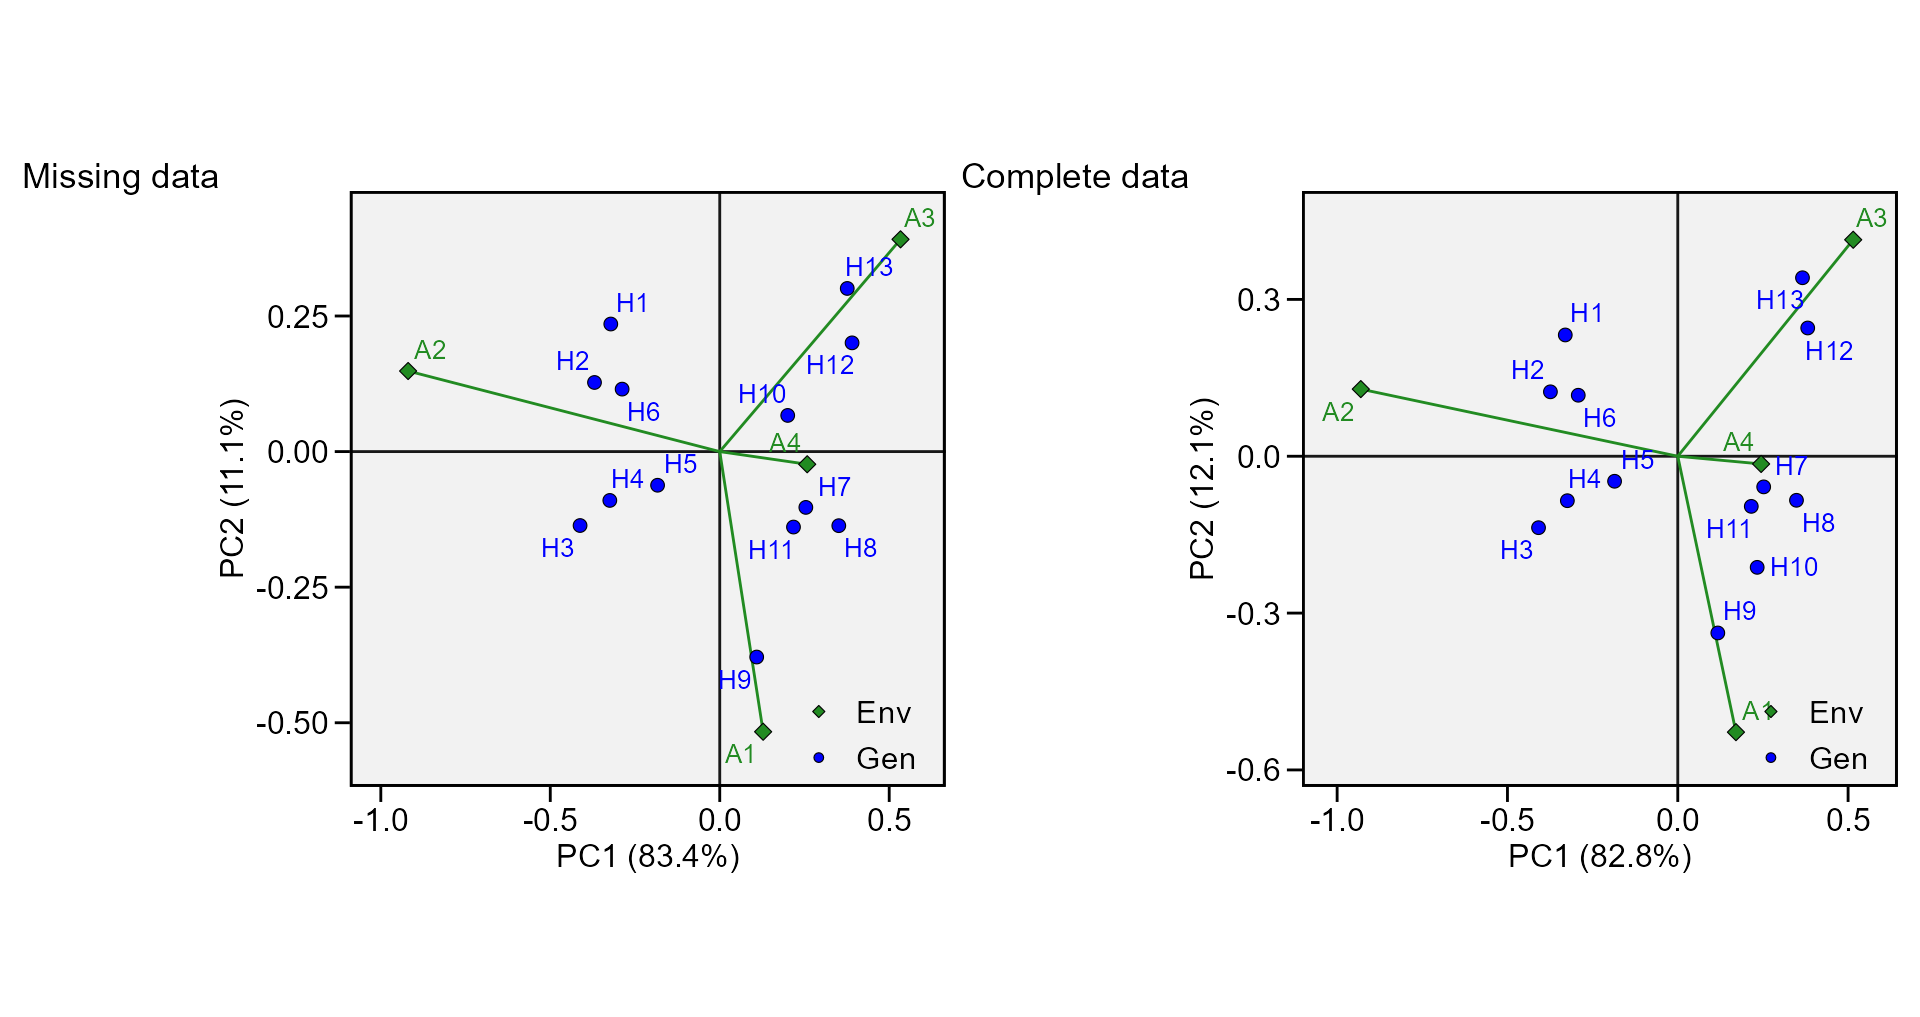 Missing data
A3
H13
H1
0.25
A2
H2
H12
H6
H10
A4
0.00
H5
H4
H7
H3
H11
H8
-0.25
H9
-0.50
Env
A1
Gen
-1.0
-0.5
0.0
0.5
PC1 (83.4%)
PC2 (11.1%)
Complete data
A3
0.3
H13
H1
H12
H2
A2
H6
A4
0.0
H5
H7
H4
H11
H8
H3
H10
-0.3
H9
A1
Env
Gen
-0.6
-1.0
-0.5
0.0
0.5
PC1 (82.8%)
PC2 (12.1%)